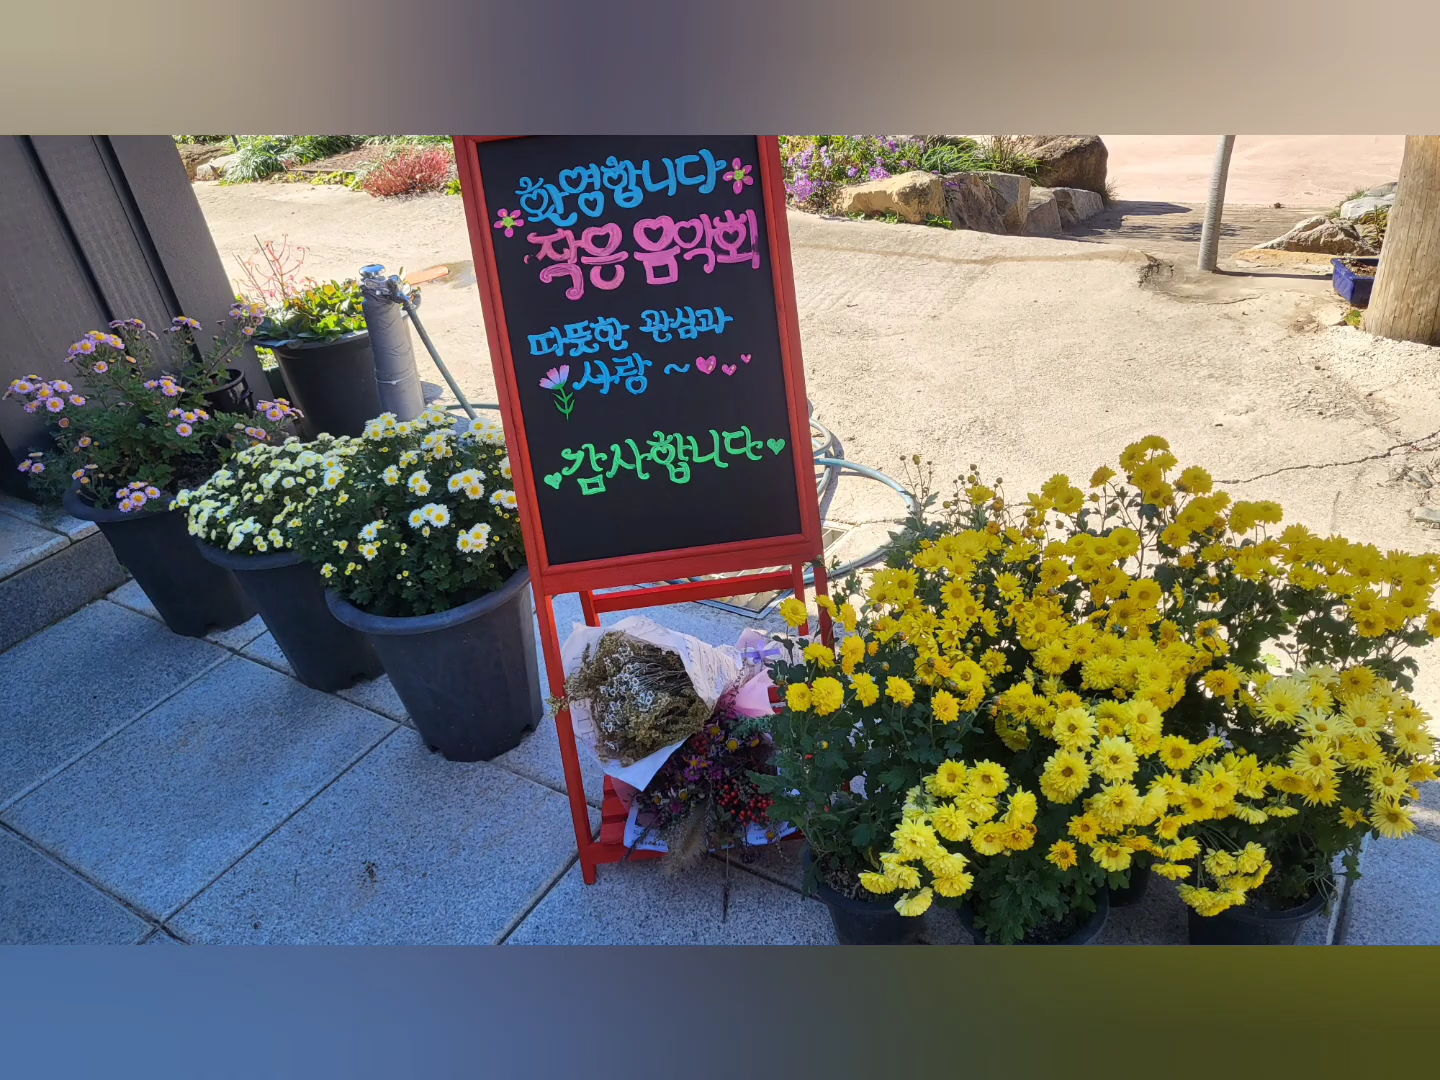 환영합니다
작은 음악회
따뜻한 관심과
사랑 ~
감사합니다